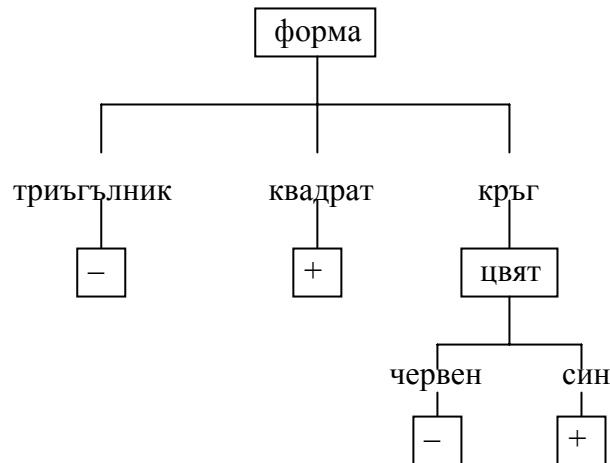 форма
триъгълник квадрат кръг
– + цвят
червен син
– +